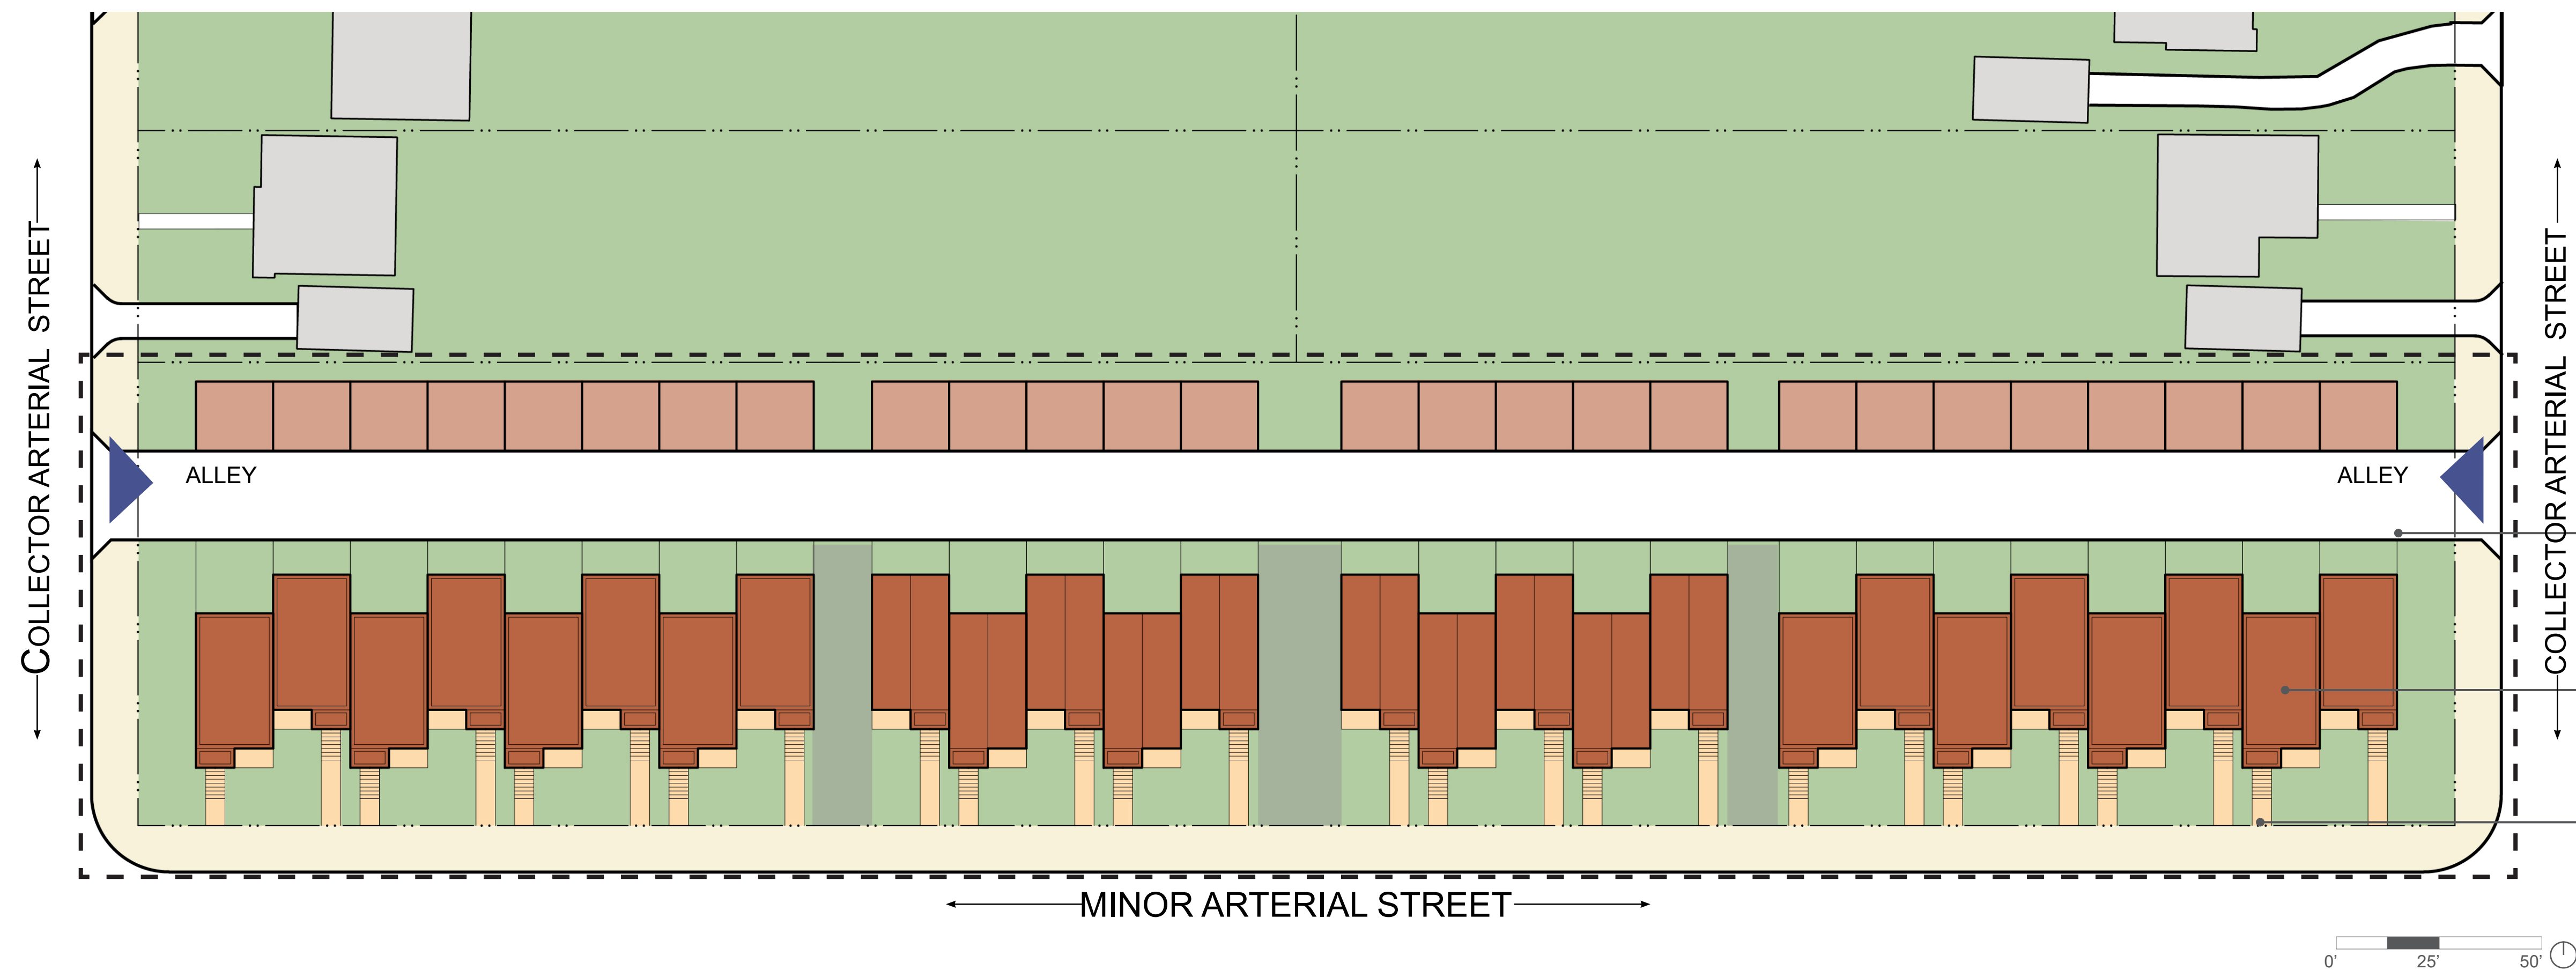 COLLECTOR ARTERIAL STREET
COLLECTOR ARTERIAL STREET
ALLEY
ALLEY
MINOR ARTERIAL STREET
0'
25'
50'